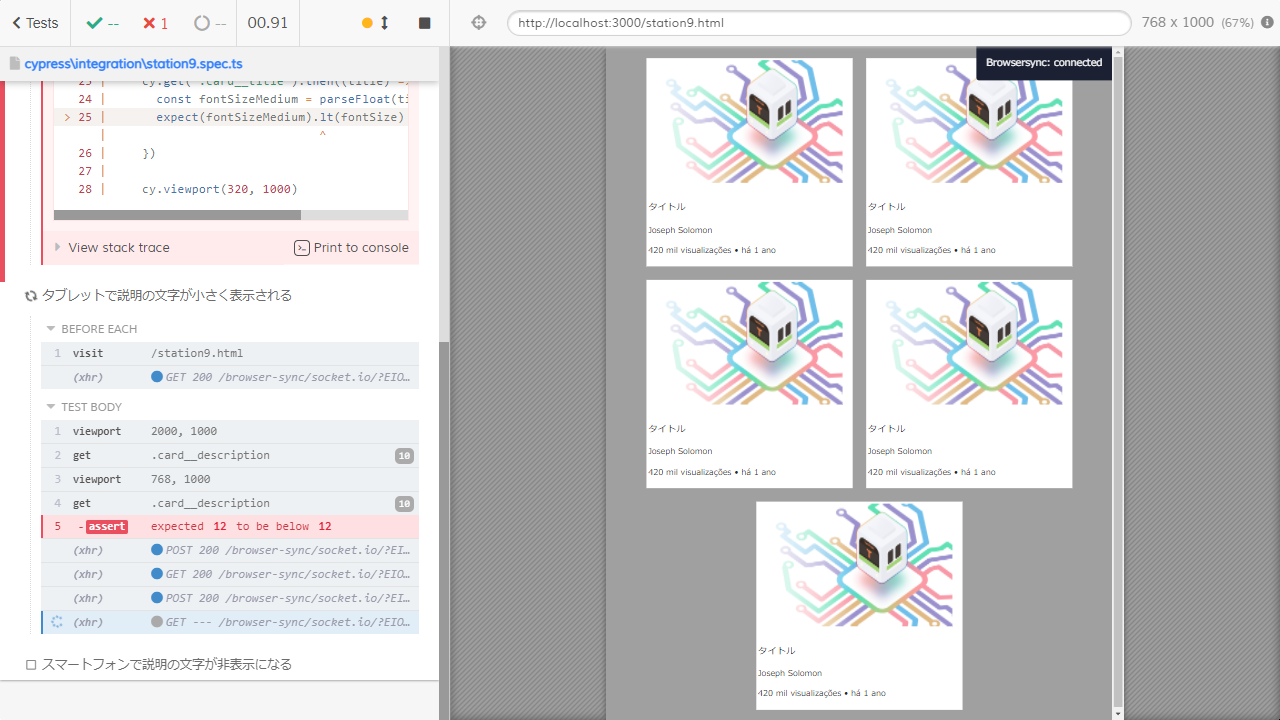 Tests
--
1
--
00.91
http://localhost:3000/station9.html
768 x 1000 (67%)
cypress\integration\station9.spec.ts
24 | const fontSizeMedium = parseFloat(ti
> 25 | expect(fontSizeMedium).lt(fontSize)
| ^
26 | })
27 |
28 | cy.viewport(320, 1000)
View stack trace
Print to console
タブレットで説明の文字が小さく表示される
BEFORE EACH
1 visit /station9.html
(xhr) GET 200 /browser-sync/socket.io/?EIO…
TEST BODY
1 viewport 2000, 1000
2 get .card__description 10
3 viewport 768, 1000
4 get .card__description 10
5 -assert expected 12 to be below 12
(xhr) POST 200 /browser-sync/socket.io/?EI…
(xhr) GET 200 /browser-sync/socket.io/?EIO…
(xhr) POST 200 /browser-sync/socket.io/?EI…
(xhr) GET --- /browser-sync/socket.io/?EIO…
スマートフォンで説明の文字が非表示になる
Browsersync: connected
タイトル
Joseph Solomon
420 mil visualizações • há 1 ano
タイトル
Joseph Solomon
420 mil visualizações • há 1 ano
タイトル
Joseph Solomon
420 mil visualizações • há 1 ano
タイトル
Joseph Solomon
420 mil visualizações • há 1 ano
タイトル
Joseph Solomon
420 mil visualizações • há 1 ano